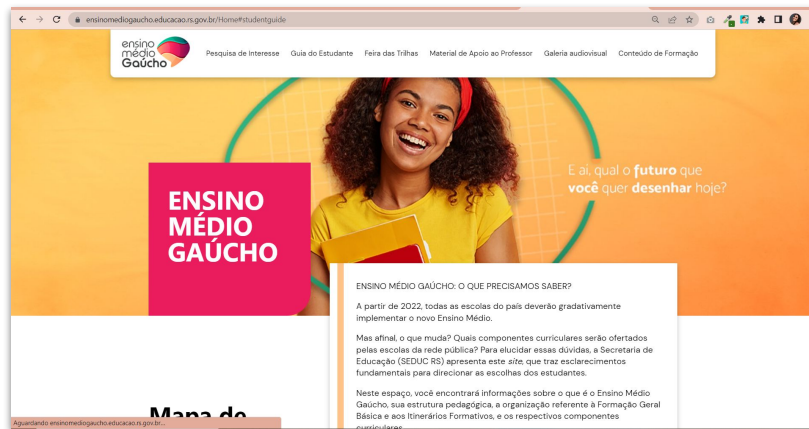 ensinomediogaucho.educacao.rs.gov.br/Home#studentguide
ensino
médio
Gaúcho
Pesquisa de Interesse Guia do Estudante Feira das Trilhas Material de Apoio ao Professor Galeria audiovisual Conteúdo de Formação
E aí, qual o futuro que
você quer desenhar hoje?
ENSINO
MÉDIO
GAÚCHO
ENSINO MÉDIO GAÚCHO: O QUE PRECISAMOS SABER?
A partir de 2022, todas as escolas do país deverão gradativamente
implementar o novo Ensino Médio.
Mas afinal, o que muda? Quais componentes curriculares serão ofertados
pelas escolas da rede pública? Para elucidar essas dúvidas, a Secretaria de
Educação (SEDUC RS) apresenta este site, que traz esclarecimentos
fundamentais para direcionar as escolhas dos estudantes.
Neste espaço, você encontrará informações sobre o que é o Ensino Médio
Gaúcho, sua estrutura pedagógica, a organização referente à Formação Geral
Básica e aos Itinerários Formativos, e os respectivos componentes
curriculares
Mapa de
Aguardando ensinomediogaucho.educacao.rs.gov.br...